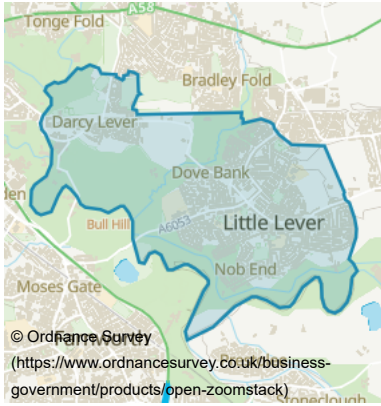 A58
Tonge Fold
Bradley Fold
Darcy Lever
Dove Bank
den
Bull Hill
A6053
Little Lever
Nob End
Moses Gate
© Ordnance Survey
Farnworth
(https://www.ordnancesurvey.co.uk/business-
government/products/open-zoomstack)
Stoneclough